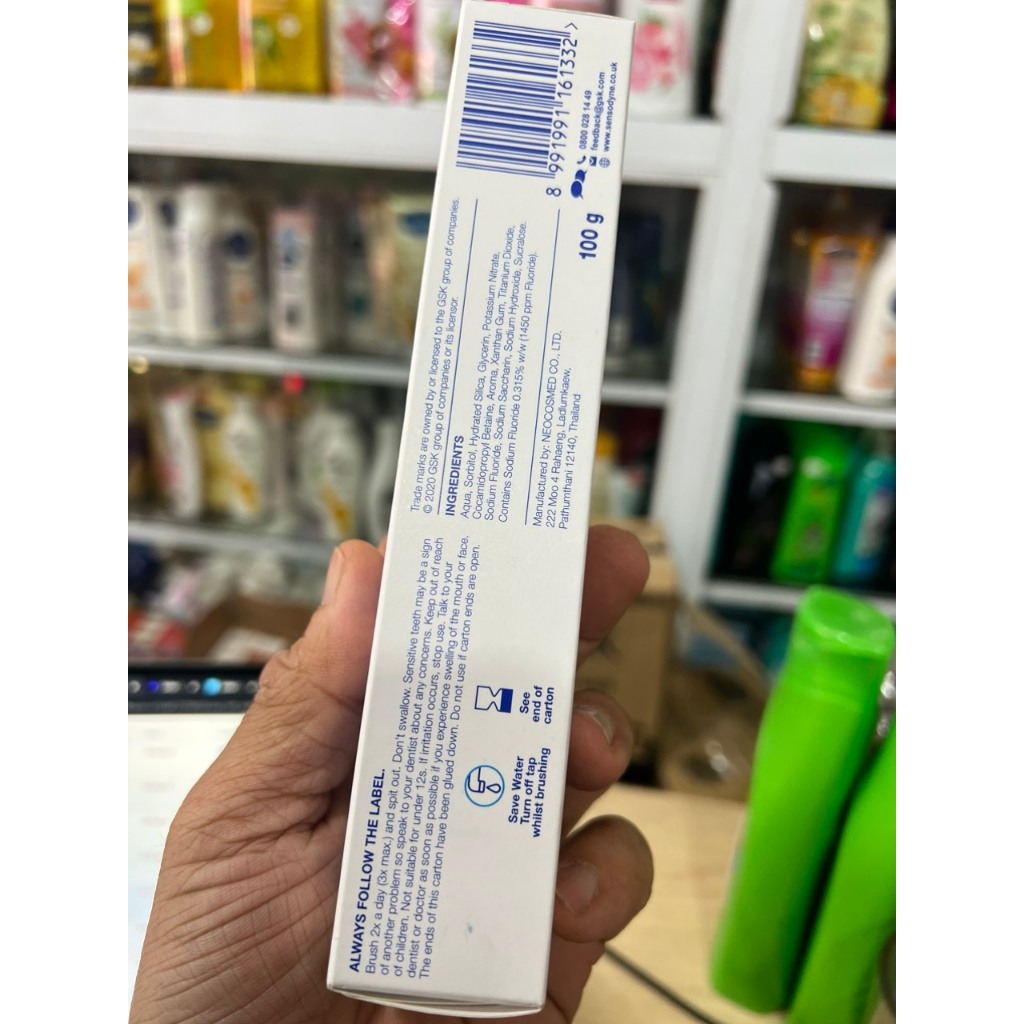 ALWAYS FOLLOW THE LABEL.
Brush 2x a day (3x max.) and spit out. Don't swallow. Sensitive teeth may be a sign
of another problem so speak to your dentist about any concerns. Keep out of reach
of children. Not suitable for under 12s. If irritation occurs, stop use. Talk to your
dentist or doctor as soon as possible if you experience swelling of the mouth or face.
The ends of this carton have been glued down. Do not use if carton ends are open.
Save Water
Turn off tap
whilst brushing
See
end of
carton
Trade marks are owned by or licensed to the GSK group of companies.
© 2020 GSK group of companies or its licensor.
INGREDIENTS
Aqua, Sorbitol, Hydrated Silica, Glycerin, Potassium Nitrate,
Cocamidopropyl Betaine, Aroma, Xanthan Gum, Titanium Dioxide,
Sodium Fluoride, Sodium Saccharin, Sodium Hydroxide, Sucralose.
Contains Sodium Fluoride 0.315% w/w (1450 ppm Fluoride).
Manufactured by: NEOCOSMED CO., LTD.
222 Moo 4 Rahaeng, Ladlumkaew,
Pathumthani 12140, Thailand
100 g
8 991991 161332 >
0800 028 14 49
feedback@gsk.com
www.sensodyne.co.uk